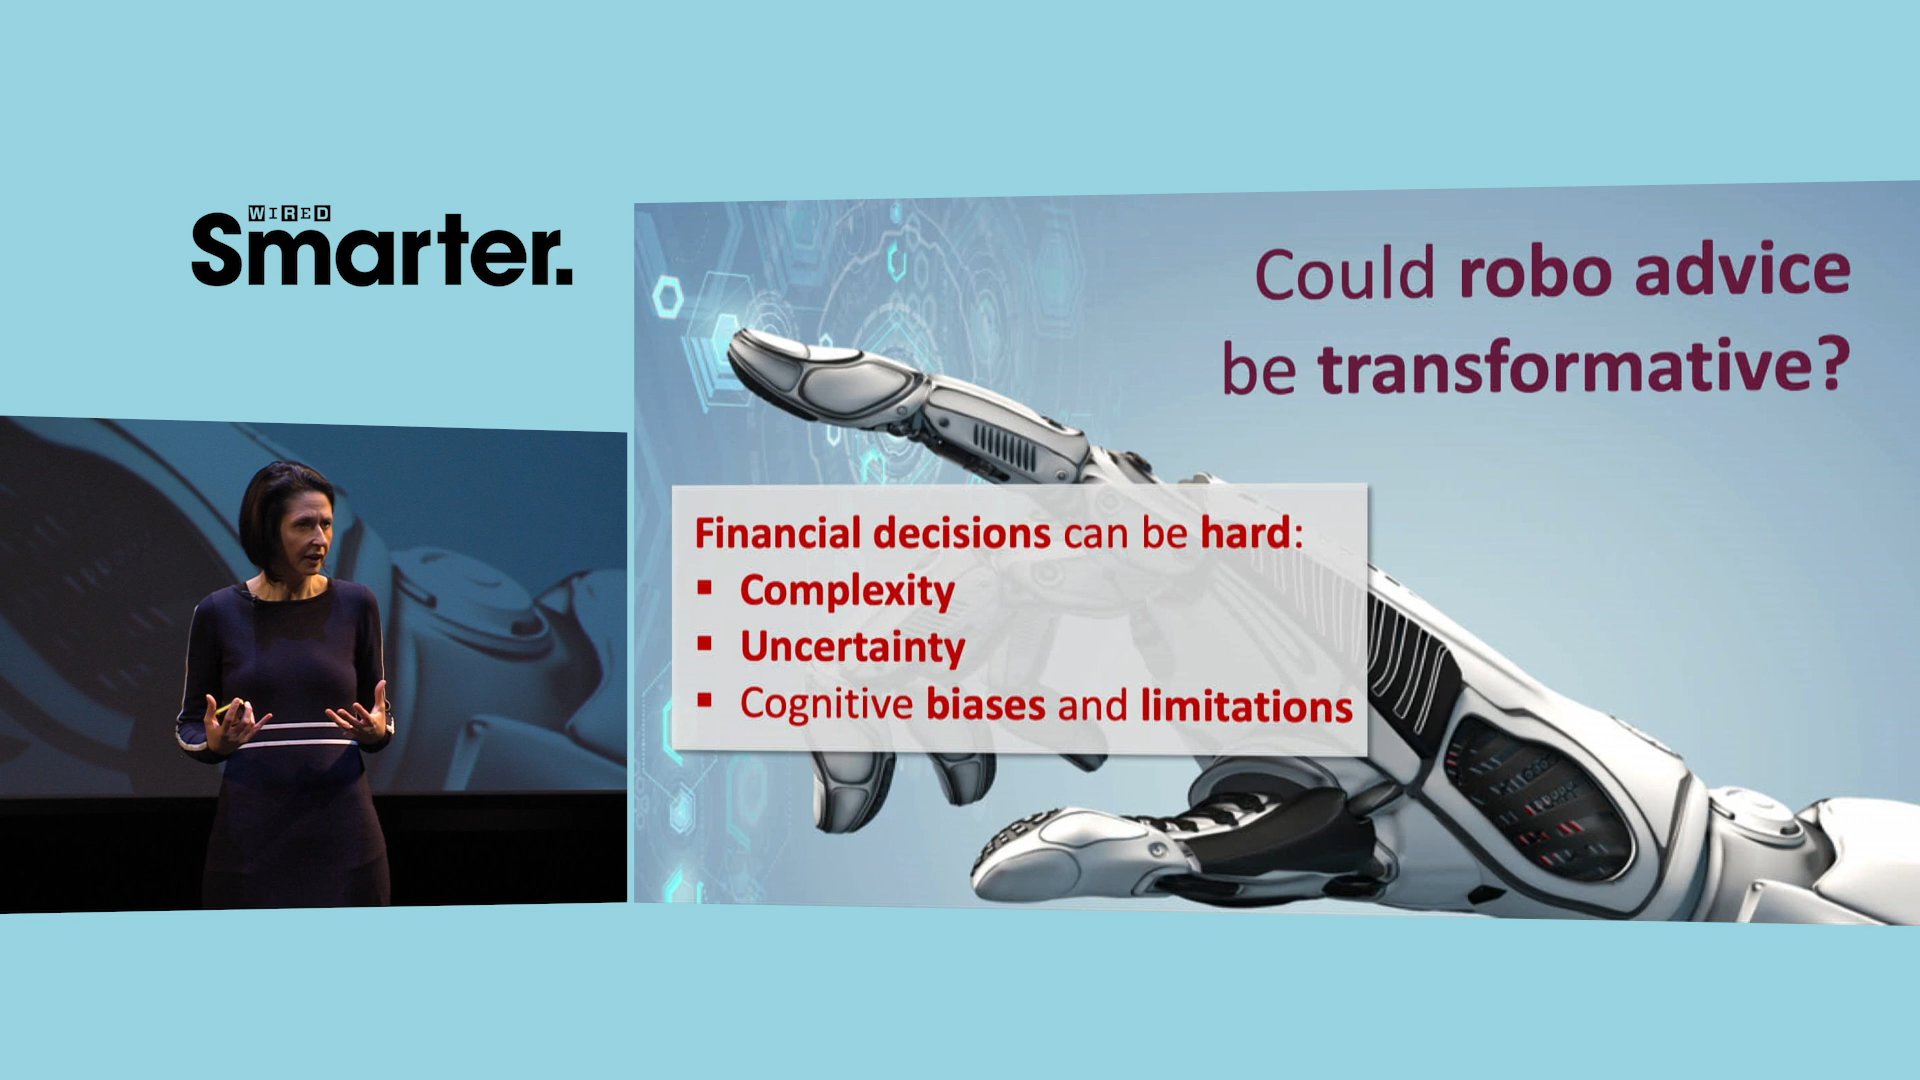 WIRED
Smarter.
Could robo advice
be transformative?
Financial decisions can be hard:
▪ Complexity
▪ Uncertainty
▪ Cognitive biases and limitations